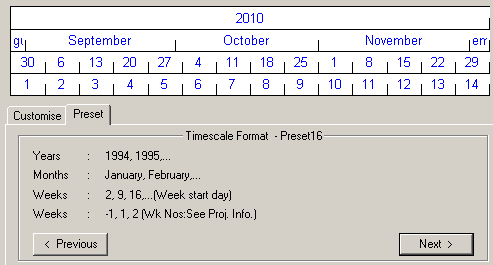 2010
gu September October November em
30 6 13 20 27 4 11 18 25 1 8 15 22 29
1 2 3 4 5 6 7 8 9 10 11 12 13 14
Customise Preset
Timescale Format - Preset16
Years : 1994, 1995,...
Months : January, February,...
Weeks : 2, 9, 16,...(Week start day)
Weeks : -1, 1, 2 (Wk Nos:See Proj. Info.)
< Previous Next >